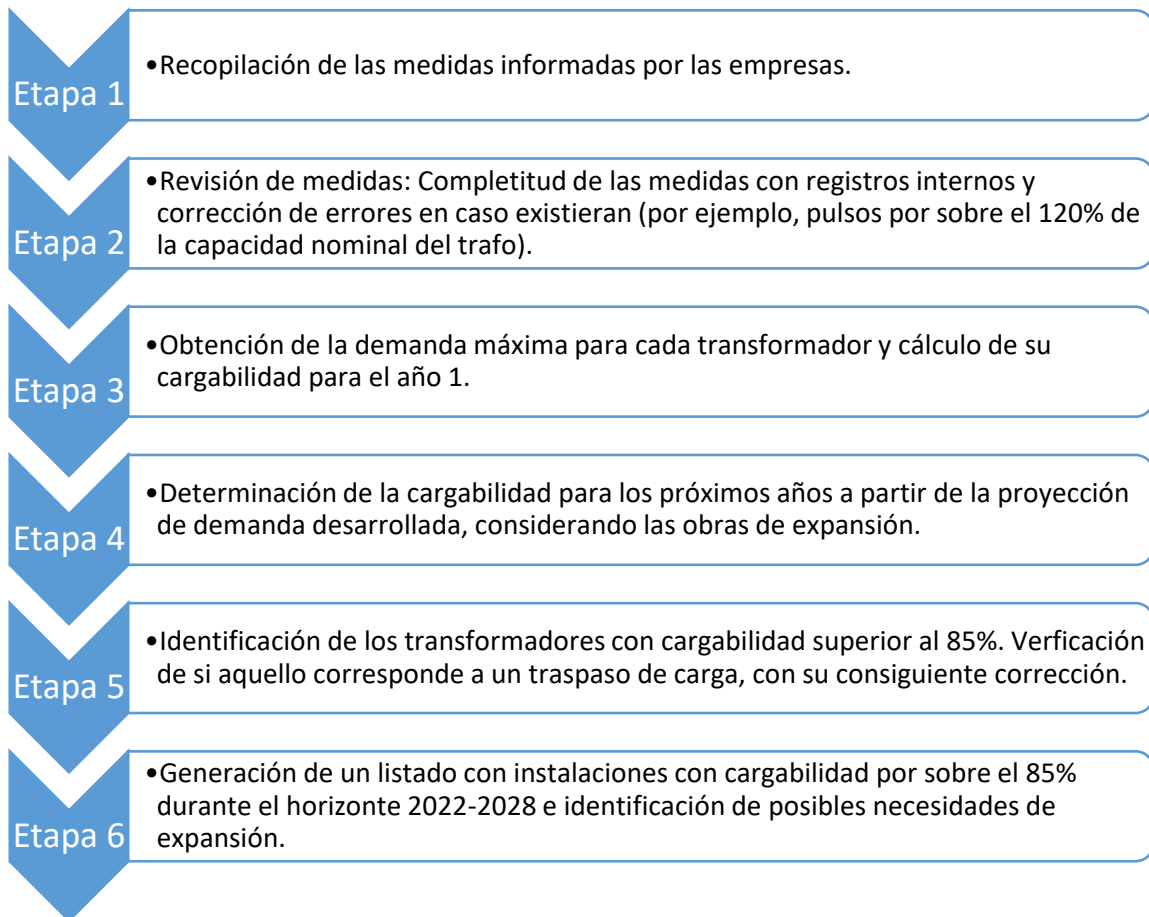 Etapa 1
•Recopilación de las medidas informadas por las empresas.
Etapa 2
•Revisión de medidas: Completitud de las medidas con registros internos y
corrección de errores en caso existieran (por ejemplo, pulsos por sobre el 120% de
la capacidad nominal del trafo).
Etapa 3
•Obtención de la demanda máxima para cada transformador y cálculo de su
cargabilidad para el año 1.
Etapa 4
•Determinación de la cargabilidad para los próximos años a partir de la proyección
de demanda desarrollada, considerando las obras de expansión.
Etapa 5
•Identificación de los transformadores con cargabilidad superior al 85%. Verficación
de si aquello corresponde a un traspaso de carga, con su consiguiente corrección.
Etapa 6
•Generación de un listado con instalaciones con cargabilidad por sobre el 85%
durante el horizonte 2022-2028 e identificación de posibles necesidades de
expansión.